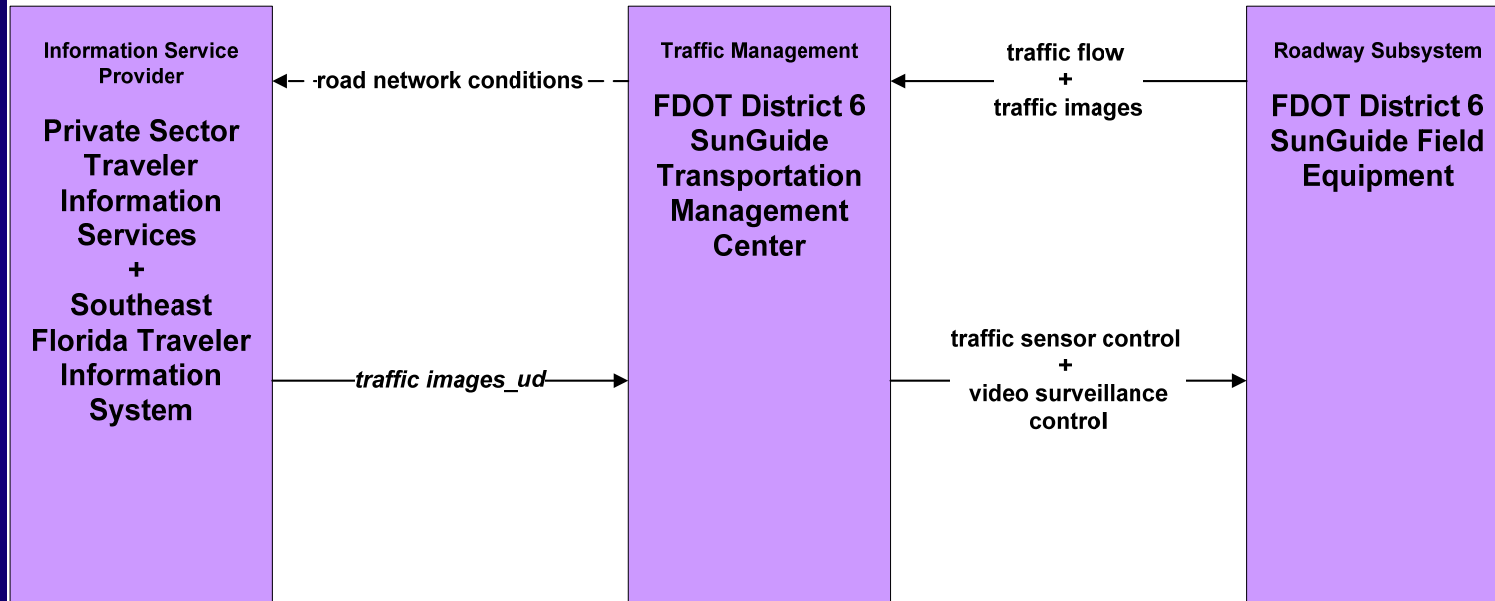 Information Service
Provider
Private Sector
Traveler
Information
Services
+
Southeast
Florida Traveler
Information
System
road network conditions
traffic images_ud
Traffic Management
FDOT District 6
SunGuide
Transportation
Management
Center
traffic flow
+
traffic images
traffic sensor control
+
video surveillance
control
Roadway Subsystem
FDOT District 6
SunGuide Field
Equipment